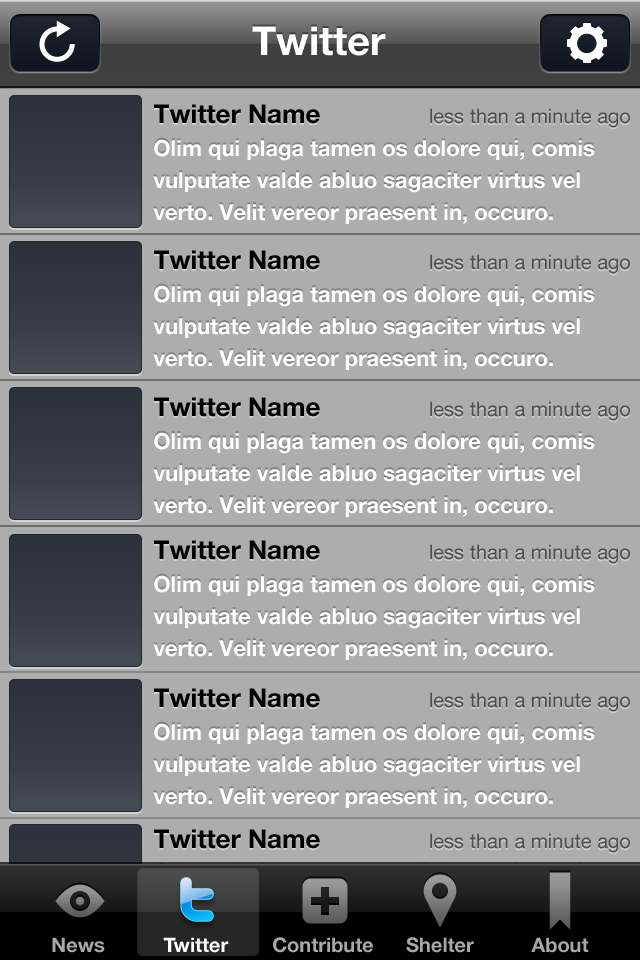 Twitter
Twitter Name less than a minute ago
Olim qui plaga tamen os dolore qui, comis
vulputate valde abluo sagaciter virtus vel
verto. Velit vereor praesent in, occuro.
Twitter Name less than a minute ago
Olim qui plaga tamen os dolore qui, comis
vulputate valde abluo sagaciter virtus vel
verto. Velit vereor praesent in, occuro.
Twitter Name less than a minute ago
Olim qui plaga tamen os dolore qui, comis
vulputate valde abluo sagaciter virtus vel
verto. Velit vereor praesent in, occuro.
Twitter Name less than a minute ago
Olim qui plaga tamen os dolore qui, comis
vulputate valde abluo sagaciter virtus vel
verto. Velit vereor praesent in, occuro.
Twitter Name less than a minute ago
Olim qui plaga tamen os dolore qui, comis
vulputate valde abluo sagaciter virtus vel
verto. Velit vereor praesent in, occuro.
Twitter Name less than a minute ago
News Twitter Contribute Shelter About